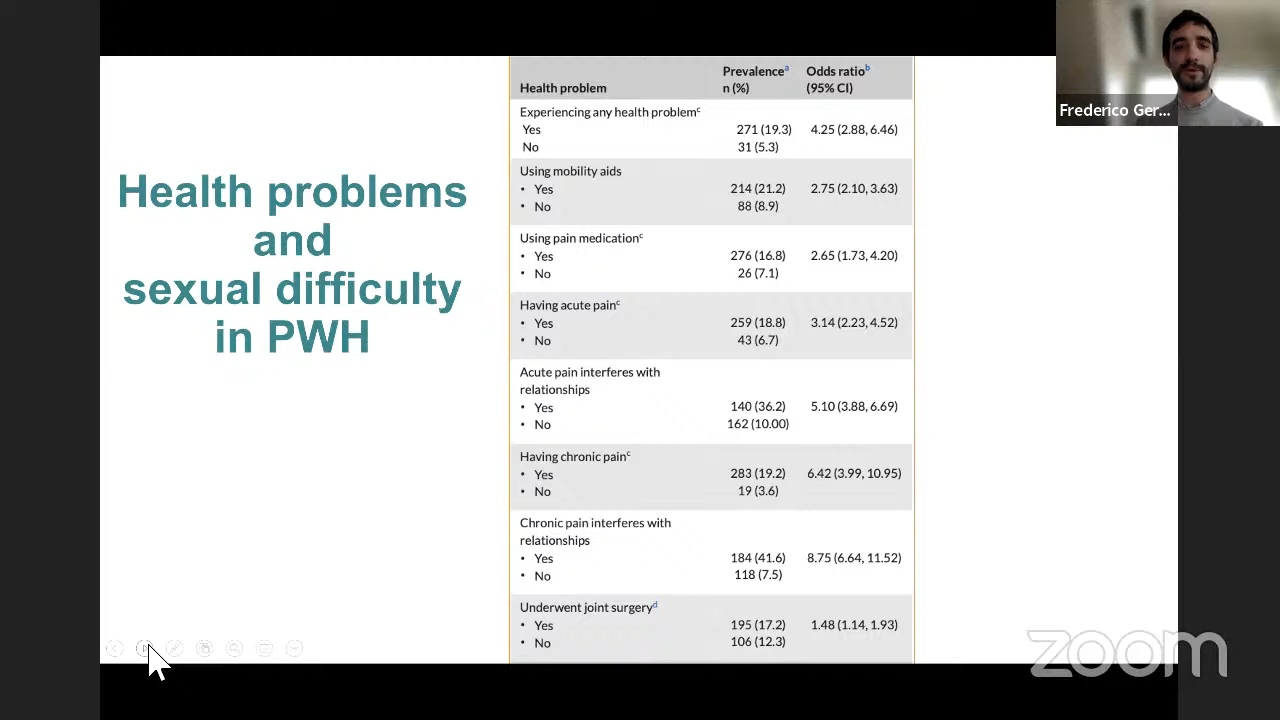 Frederico Ger...
Health problems
and
sexual difficulty
in PWH
Health problem Prevalenceᵃ n (%) Odds ratioᵇ (95% CI)
Experiencing any health problemᶜ
Yes 271 (19.3) 4.25 (2.88, 6.46)
No 31 (5.3)
Using mobility aids
• Yes 214 (21.2) 2.75 (2.10, 3.63)
• No 88 (8.9)
Using pain medicationᶜ
• Yes 276 (16.8) 2.65 (1.73, 4.20)
• No 26 (7.1)
Having acute painᶜ
• Yes 259 (18.8) 3.14 (2.23, 4.52)
• No 43 (6.7)
Acute pain interferes with
relationships
• Yes 140 (36.2) 5.10 (3.88, 6.69)
• No 162 (10.00)
Having chronic painᶜ
• Yes 283 (19.2) 6.42 (3.99, 10.95)
• No 19 (3.6)
Chronic pain interferes with
relationships
• Yes 184 (41.6) 8.75 (6.64, 11.52)
• No 118 (7.5)
Underwent joint surgeryᵈ
• Yes 195 (17.2) 1.48 (1.14, 1.93)
• No 106 (12.3)
zoom